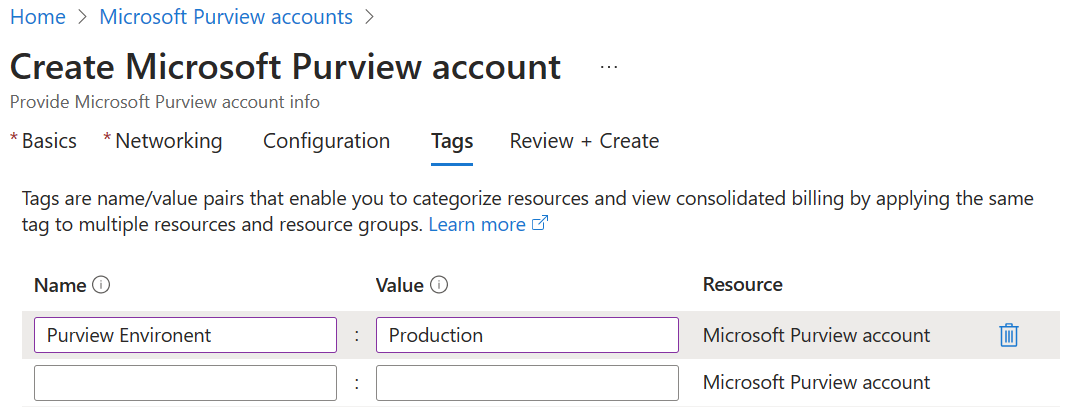 Home > Microsoft Purview accounts >
Create Microsoft Purview account ...
Provide Microsoft Purview account info
* Basics * Networking Configuration Tags Review + Create
Tags are name/value pairs that enable you to categorize resources and view consolidated billing by applying the same
tag to multiple resources and resource groups. Learn more
Name Value Resource
Purview Environent : Production Microsoft Purview account
: Microsoft Purview account